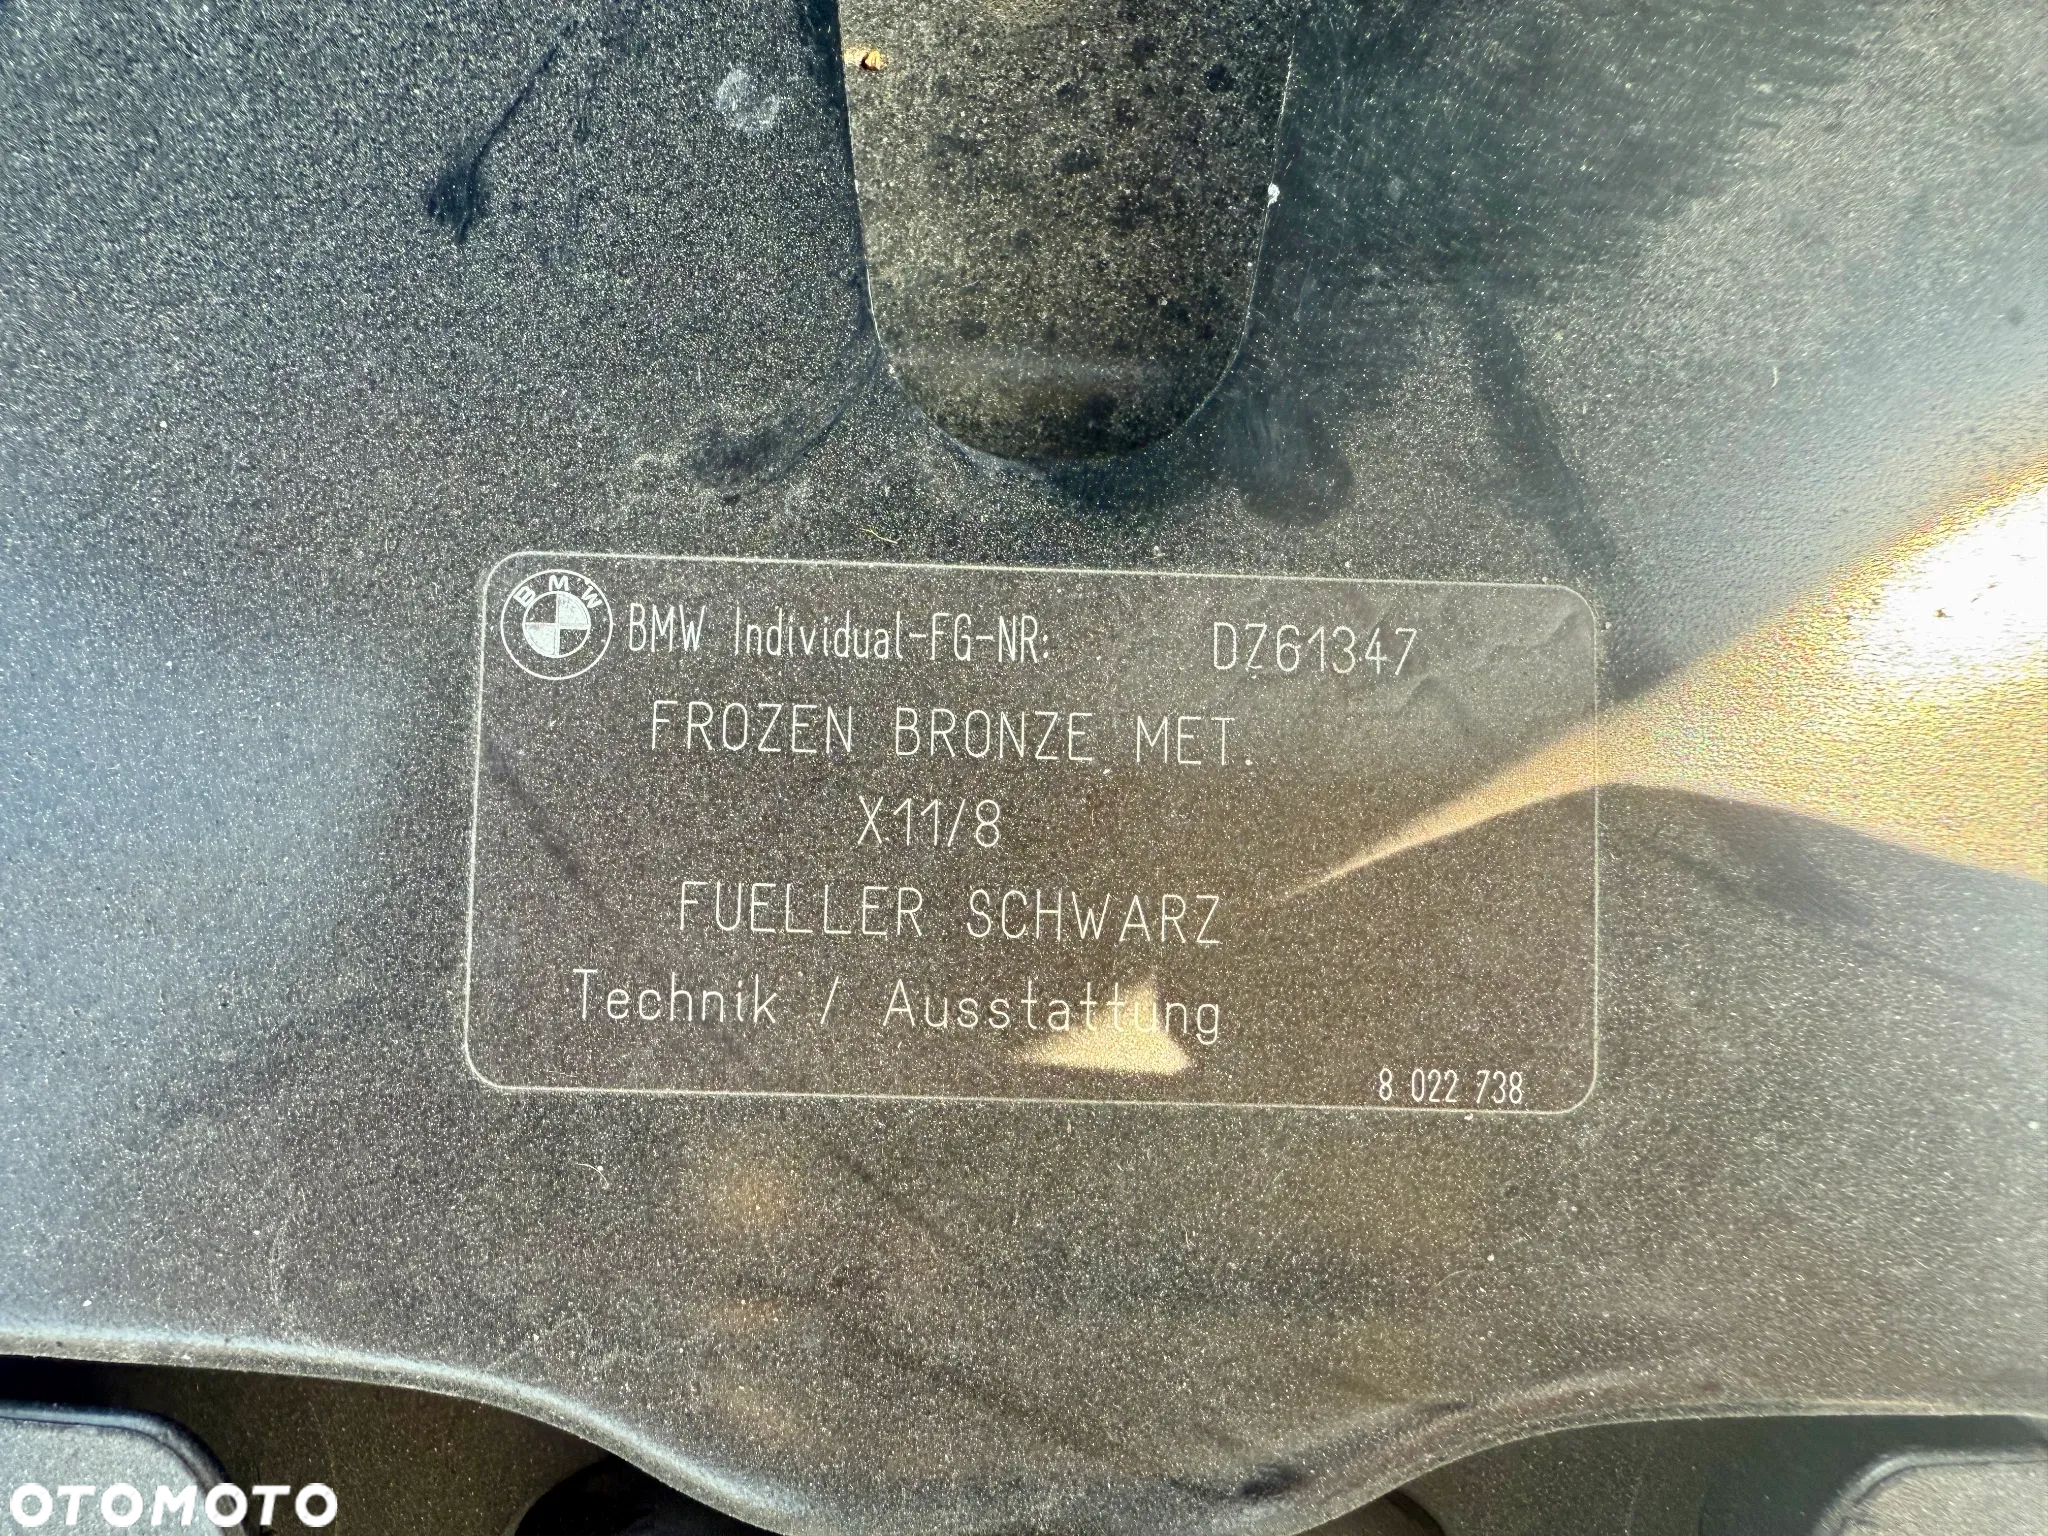 BMW
BMW Individual-FG-NR: DZ61347
FROZEN BRONZE MET.
X11/8
FUELLER SCHWARZ
Technik / Ausstattung
8 022 738
OTOMOTO